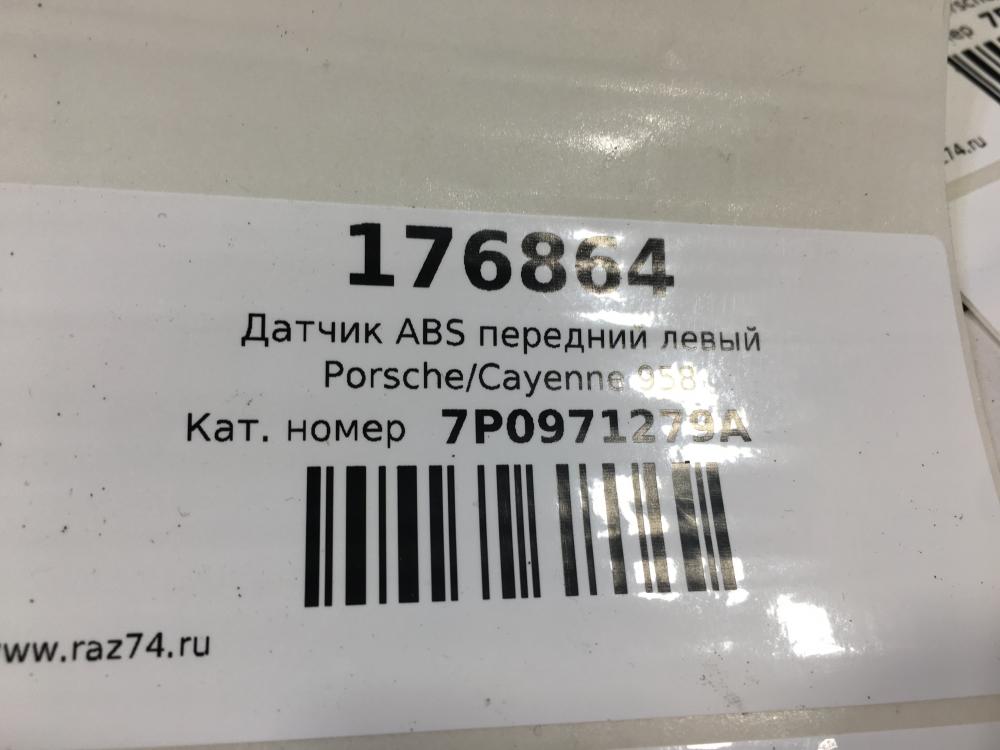 176864
Датчик ABS передний левый
Porsche/Cayenne 958
Кат. номер 7P0971279A
www.raz74.ru